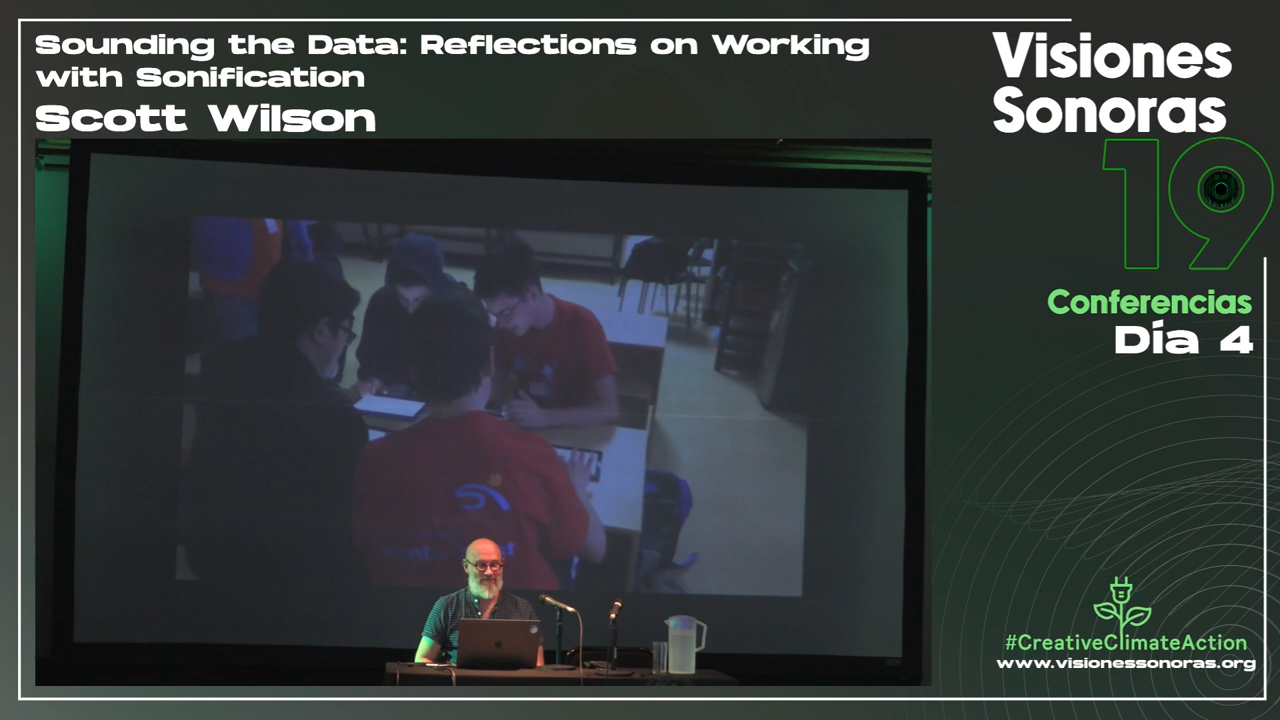 Sounding the Data: Reflections on Working
with Sonification
Scott Wilson
Visiones
Sonoras
19
Conferencias
Día 4
#CreativeClimateAction
www.visionessonoras.org